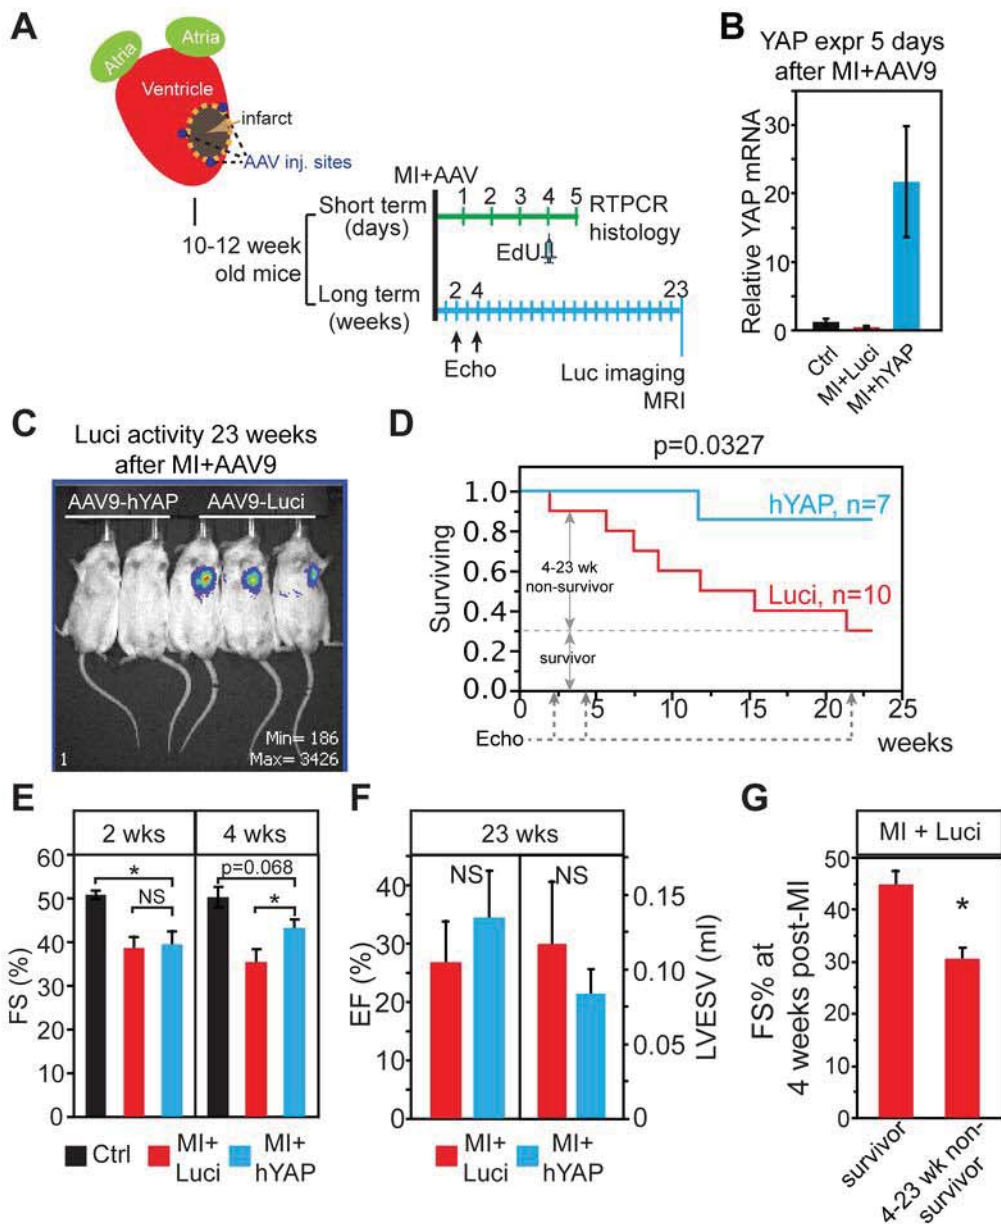 A
Atria
Atria
Ventricle
infarct
AAV inj. sites
MI+AAV
10-12 week
old mice
Short term
(days)
1 2 3 4 5
RTPCR
histology
EdU
Long term
(weeks)
2 4 23
Echo
Luc imaging
MRI
B
YAP expr 5 days
after MI+AAV9
Relative YAP mRNA
30
20
10
0
Ctrl
MI+Luci
MI+hYAP
C
Luci activity 23 weeks
after MI+AAV9
AAV9-hYAP AAV9-Luci
Min= 186
1 Max= 3426
D
p=0.0327
Surviving
1.0
0.8
0.6
0.4
0.2
0.0
hYAP, n=7
4-23 wk
non-survivor
Luci, n=10
survivor
0 5 10 15 20 25
Echo
weeks
E
2 wks 4 wks
FS (%)
60
50
40
30
20
10
0
*
NS
p=0.068
*
Ctrl
MI+
Luci
MI+
hYAP
F
23 wks
EF (%)
40
30
20
10
0
NS NS
0.15
0.10
0.05
0
LVESV (ml)
MI+
Luci
MI+
hYAP
G
MI + Luci
FS% at
4 weeks post-MI
50
40
30
20
10
0
*
survivor
4-23 wk non-
survivor